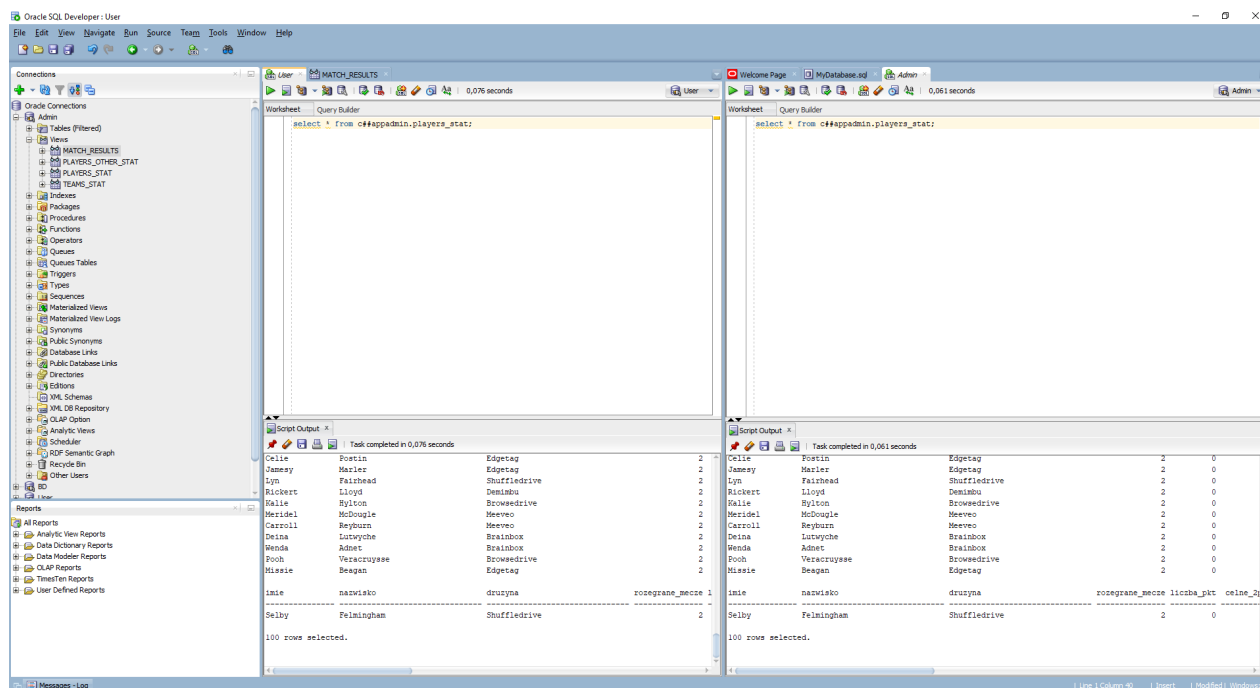 Oracle SQL Developer : User
File Edit View Navigate Run Source Team Tools Window Help
Connections
Oracle Connections
Admin
Tables (Filtered)
Views
MATCH_RESULTS
PLAYERS_OTHER_STAT
PLAYERS_STAT
TEAMS_STAT
Indexes
Packages
Procedures
Functions
Operators
Queues
Queues Tables
Triggers
Types
Sequences
Materialized Views
Materialized View Logs
Synonyms
Public Synonyms
Database Links
Public Database Links
Directories
Editions
XML Schemas
XML DB Repository
OLAP Option
Analytic Views
Scheduler
RDF Semantic Graph
Recycle Bin
Other Users
BD
User
Reports
All Reports
Analytic View Reports
Data Dictionary Reports
Data Modeler Reports
OLAP Reports
TimesTen Reports
User Defined Reports
User MATCH_RESULTS
0,076 seconds User
Worksheet Query Builder
select * from c##appadmin.players_stat;
Script Output x
Task completed in 0,076 seconds
Celie Postin Edgetag 2
Jamesy Marler Edgetag 2
Lyn Fairhead Shuffledrive 2
Rickert Lloyd Demimbu 2
Kalie Hylton Browsedrive 2
Meridel McDougle Meeveo 2
Carroll Reyburn Meeveo 2
Deina Lutwyche Brainbox 2
Wenda Adnet Brainbox 2
Pooh Veracruysse Browsedrive 2
Missie Beagan Edgetag 2
imie nazwisko druzyna rozegrane_mecze l
Selby Felmingham Shuffledrive 2
100 rows selected.
Welcome Page MyDatabase.sql Admin
0,061 seconds Admin
Worksheet Query Builder
select * from c##appadmin.players_stat;
Script Output x
Task completed in 0,061 seconds
Celie Postin Edgetag 2 0
Jamesy Marler Edgetag 2 0
Lyn Fairhead Shuffledrive 2 0
Rickert Lloyd Demimbu 2 0
Kalie Hylton Browsedrive 2 0
Meridel McDougle Meeveo 2 0
Carroll Reyburn Meeveo 2 0
Deina Lutwyche Brainbox 2 0
Wenda Adnet Brainbox 2 0
Pooh Veracruysse Browsedrive 2 0
Missie Beagan Edgetag 2 0
imie nazwisko druzyna rozegrane_mecze liczba_pkt celne_2p
Selby Felmingham Shuffledrive 2 0
100 rows selected.
Messages - Log
Line 1 Column 40 Insert Modified Windows